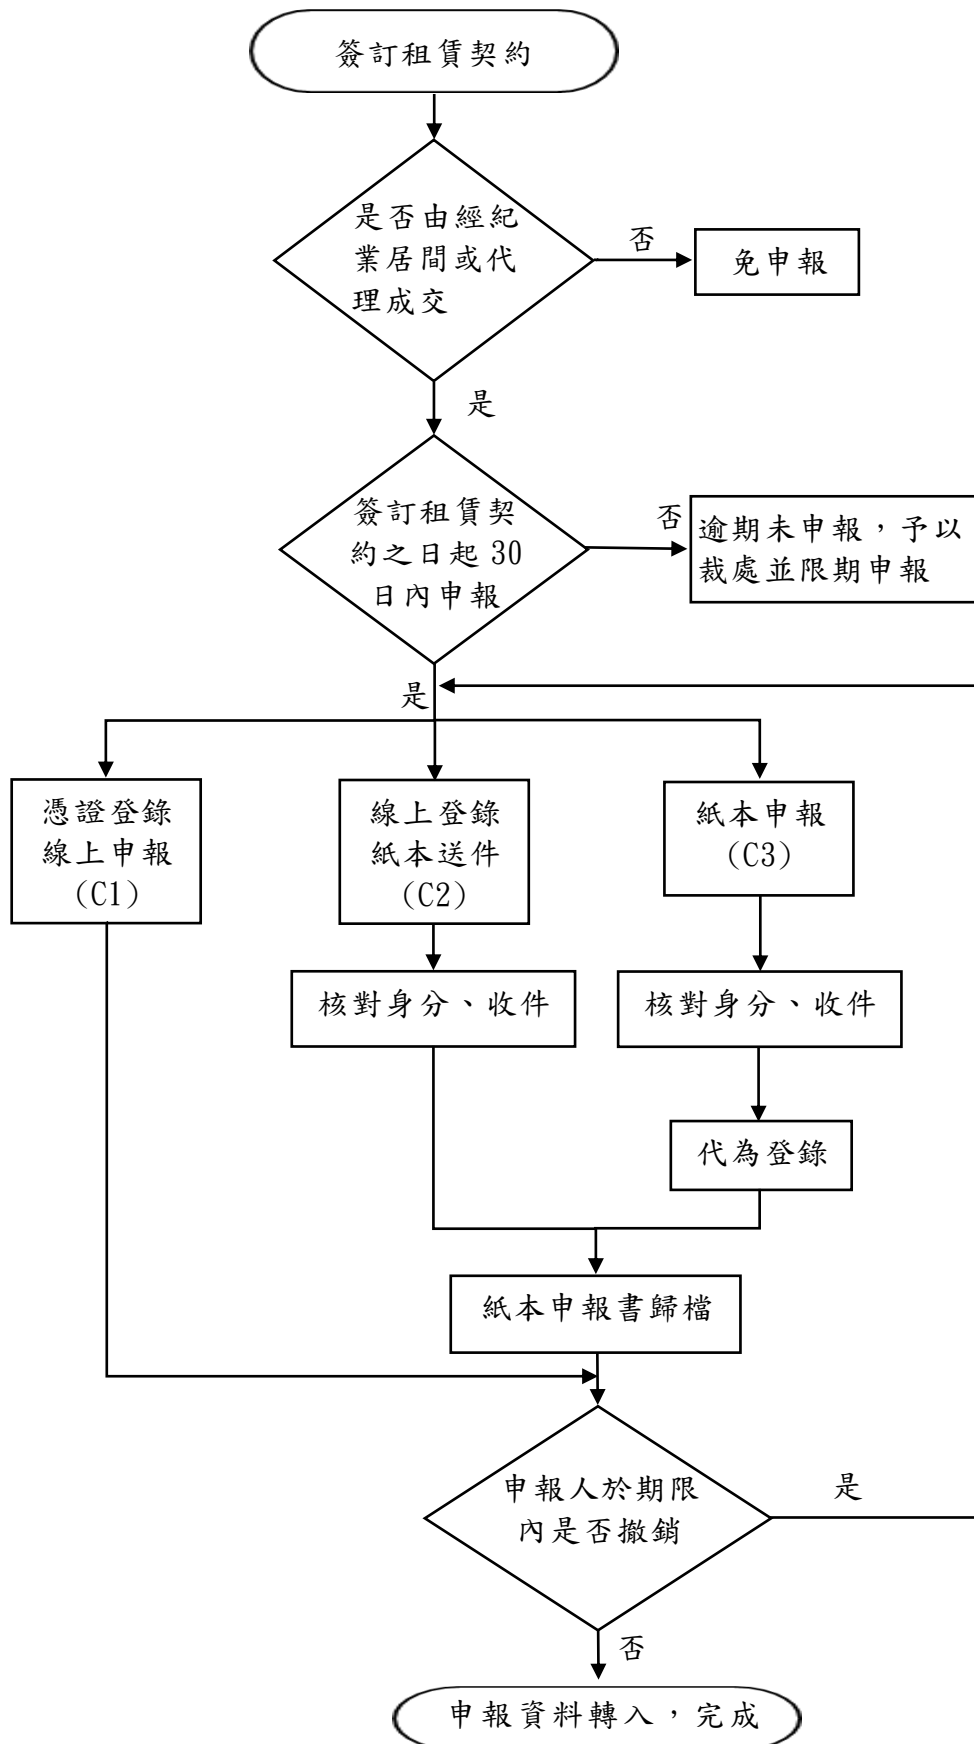 簽訂租賃契約
是否由經紀
業居間或代
理成交
否
免申報
是
簽訂租賃契
約之日起 30
日內申報
否
逾期未申報，予以
裁處並限期申報
是
憑證登錄
線上申報
(C1)
線上登錄
紙本送件
(C2)
紙本申報
(C3)
核對身分、收件
核對身分、收件
代為登錄
紙本申報書歸檔
申報人於期限
內是否撤銷
是
否
申報資料轉入，完成